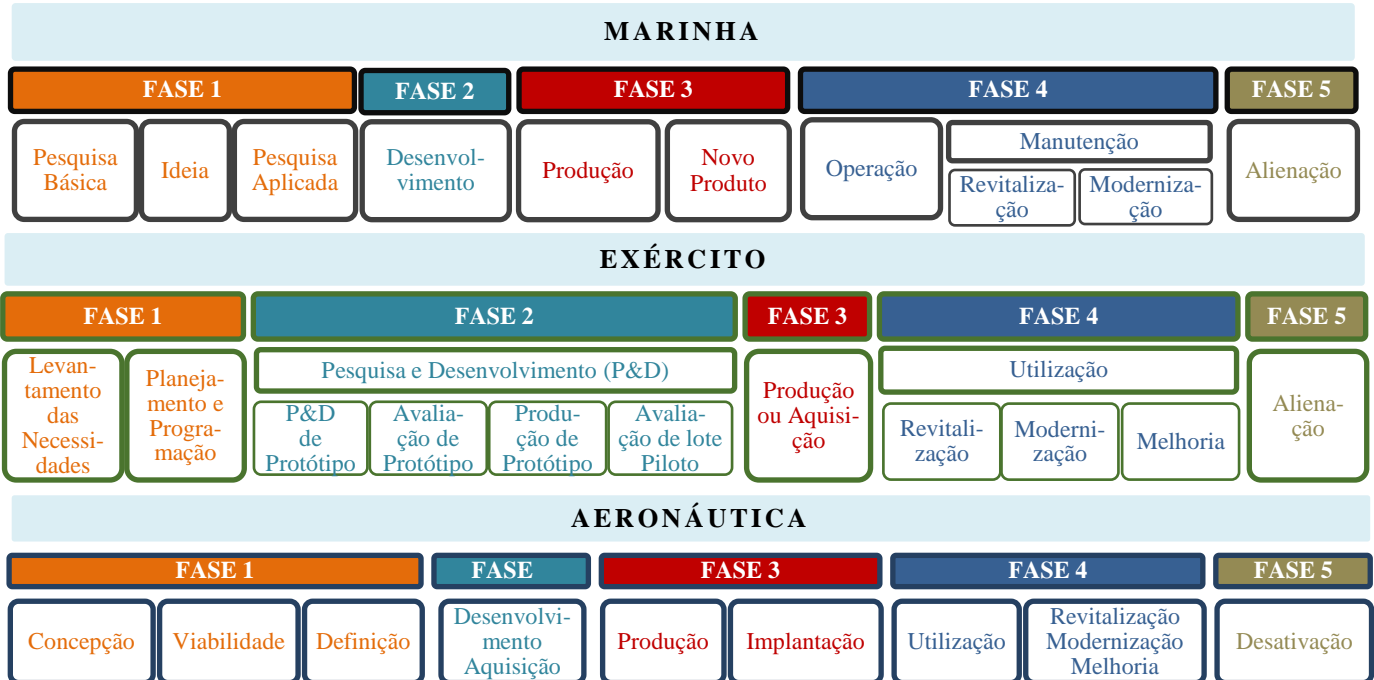 MARINHA
FASE 1
FASE 2
FASE 3
FASE 4
FASE 5
Pesquisa
Básica
Ideia
Pesquisa
Aplicada
Desenvol-
vimento
Produção
Novo
Produto
Operação
Manutenção
Revitaliza-
ção
Moderniza-
ção
Alienação
EXÉRCITO
FASE 1
FASE 2
FASE 3
FASE 4
FASE 5
Levan-
tamento
das
Necessi-
dades
Planeja-
mento e
Progra-
mação
Pesquisa e Desenvolvimento (P&D)
P&D
de
Protótipo
Avalia-
ção de
Protótipo
Produ-
ção de
Protótipo
Avalia-
ção de lote
Piloto
Produção
ou Aquisi-
ção
Utilização
Revitali-
zação
Moderni-
zação
Melhoria
Aliena-
ção
AERONÁUTICA
FASE 1
FASE
FASE 3
FASE 4
FASE 5
Concepção
Viabilidade
Definição
Desenvolvi-
mento
Aquisição
Produção
Implantação
Utilização
Revitalização
Modernização
Melhoria
Desativação